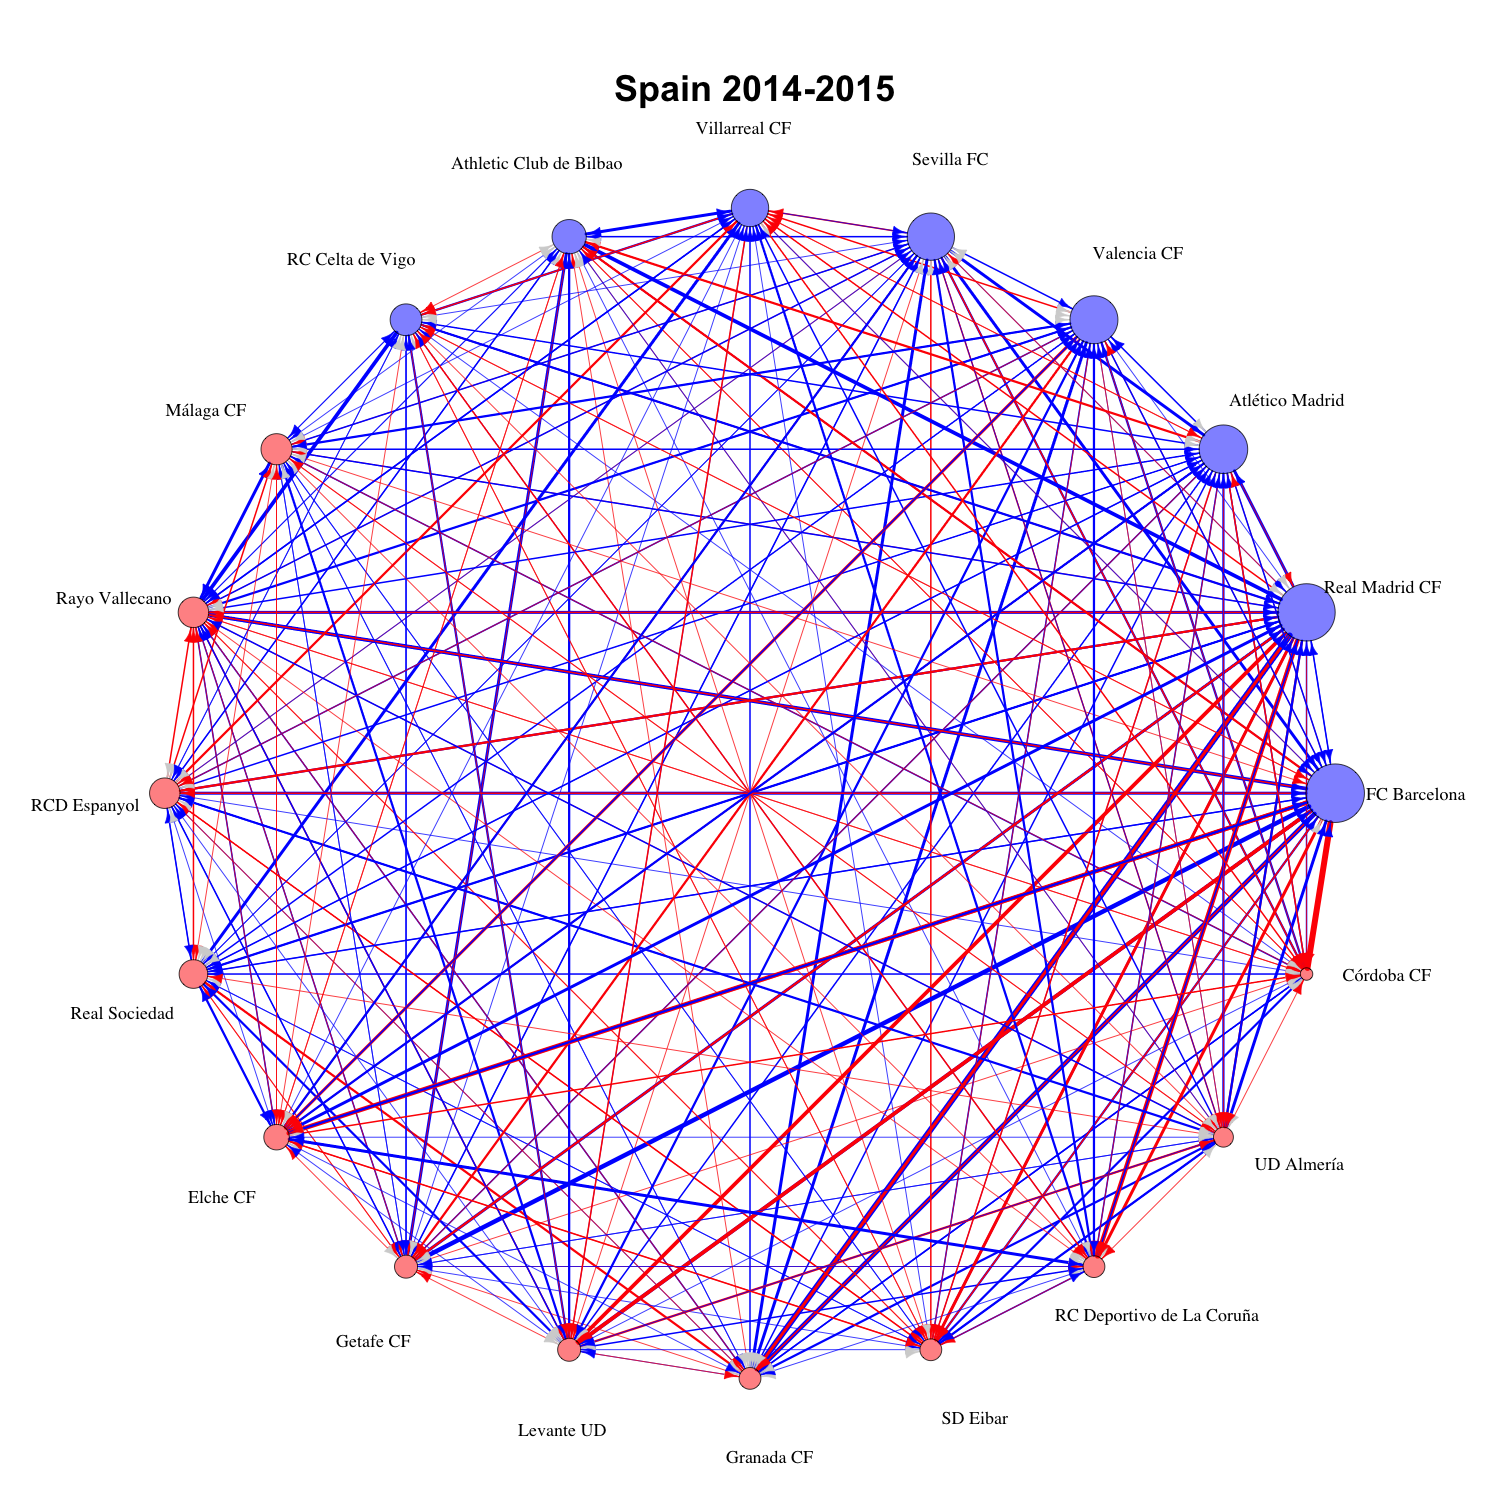 Spain 2014-2015
Villarreal CF
Sevilla FC
Athletic Club de Bilbao
Valencia CF
RC Celta de Vigo
Atlético Madrid
Málaga CF
Real Madrid CF
Rayo Vallecano
FC Barcelona
RCD Espanyol
Córdoba CF
Real Sociedad
UD Almería
Elche CF
RC Deportivo de La Coruña
Getafe CF
SD Eibar
Levante UD
Granada CF